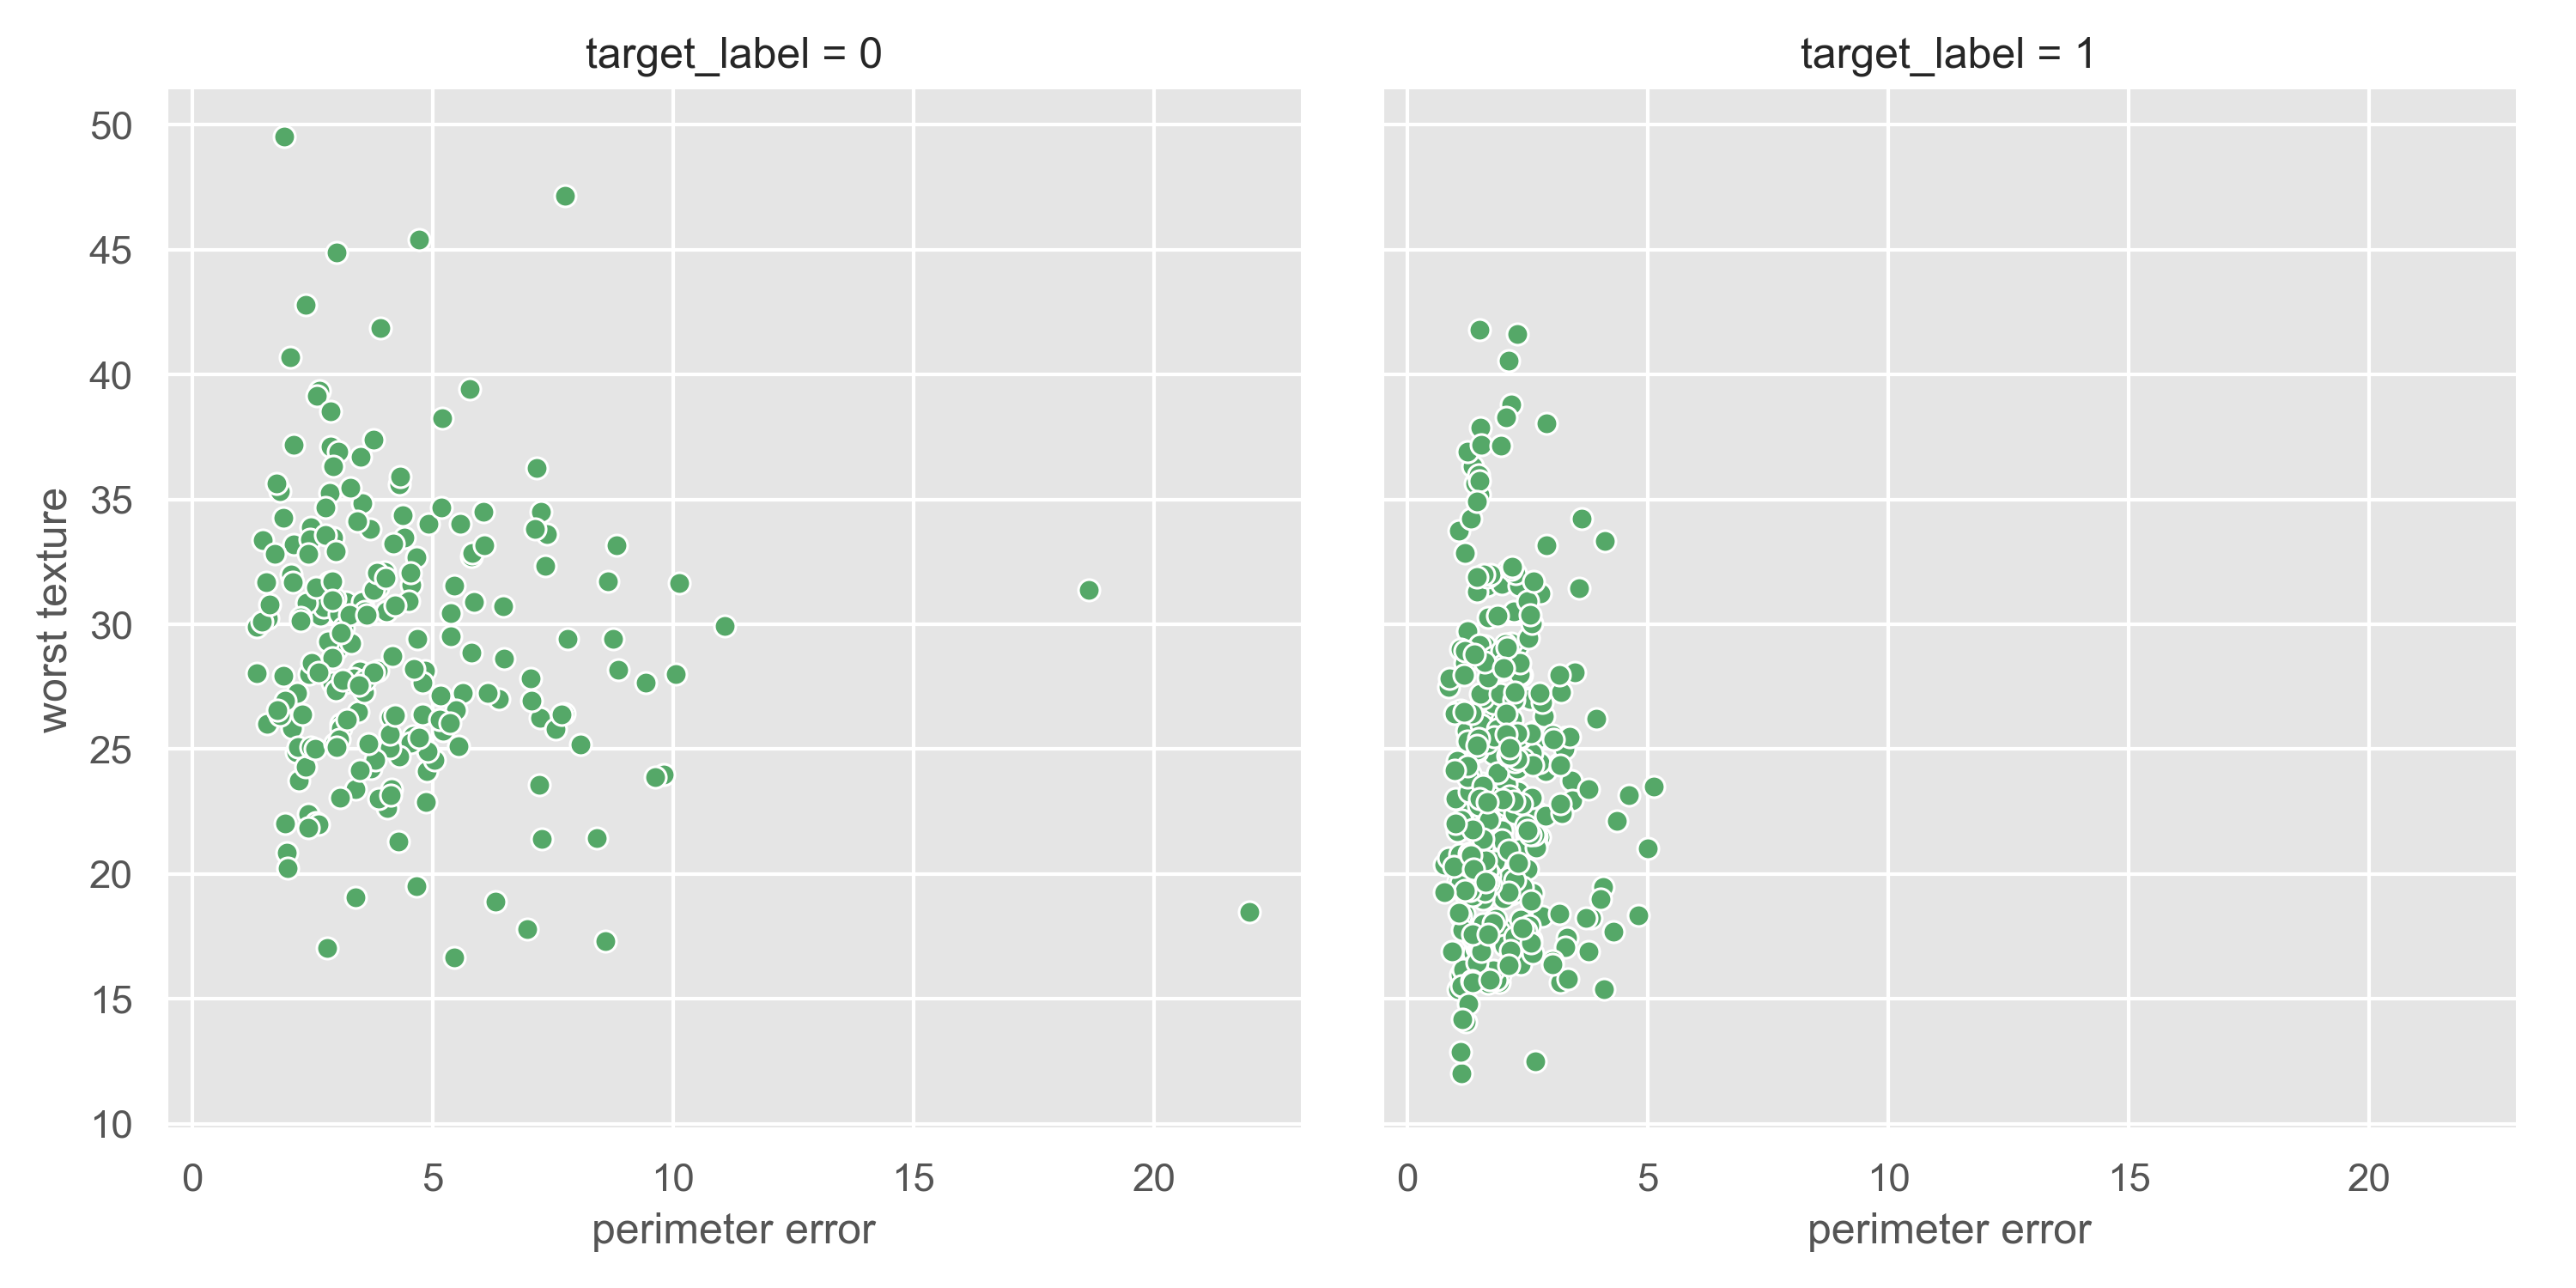 target_label = 0
target_label = 1
50
45
40
35
30
25
20
15
10
worst texture
0 5 10 15 20
0 5 10 15 20
perimeter error
perimeter error